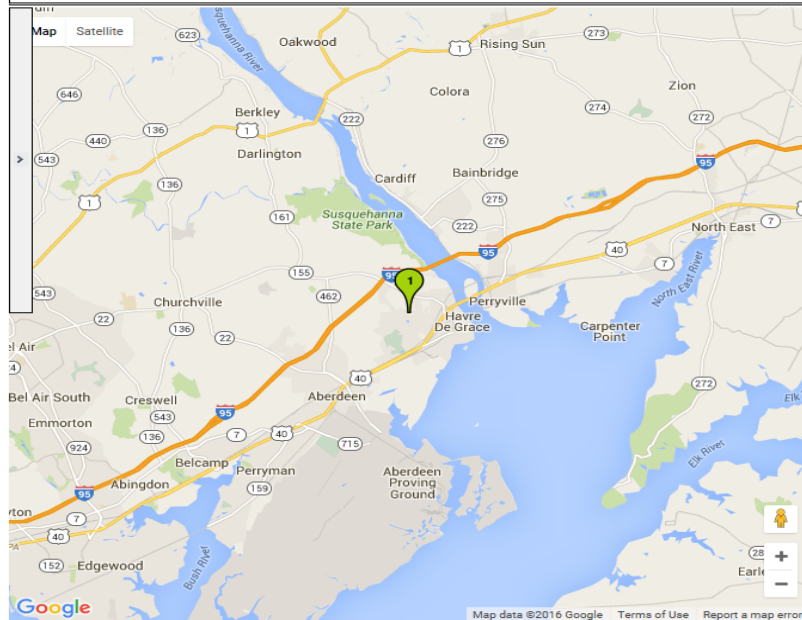 Map Satellite
623
Oakwood
1
Rising Sun
273
Susquehanna River
Zion
646
Colora
274
Berkley
1
222
136
272
440
Darlington
276
543
95
136
Cardiff
Bainbridge
1
161
275
Susquehanna
State Park
222
North East
7
95
40
155
95
7
North East River
543
462
1
Perryville
Churchville
22
Havre
De Grace
Carpenter
Point
22
el Air
24
40
272
Bel Air South
Creswell
Aberdeen
95
543
Emmorton
136
7
40
715
924
Belcamp
Perryman
Aberdeen
Proving
Ground
Elk River
Abingdon
159
95
7
40
152
Edgewood
Bush River
Earle
+
−
Google
Map data ©2016 Google Terms of Use Report a map error